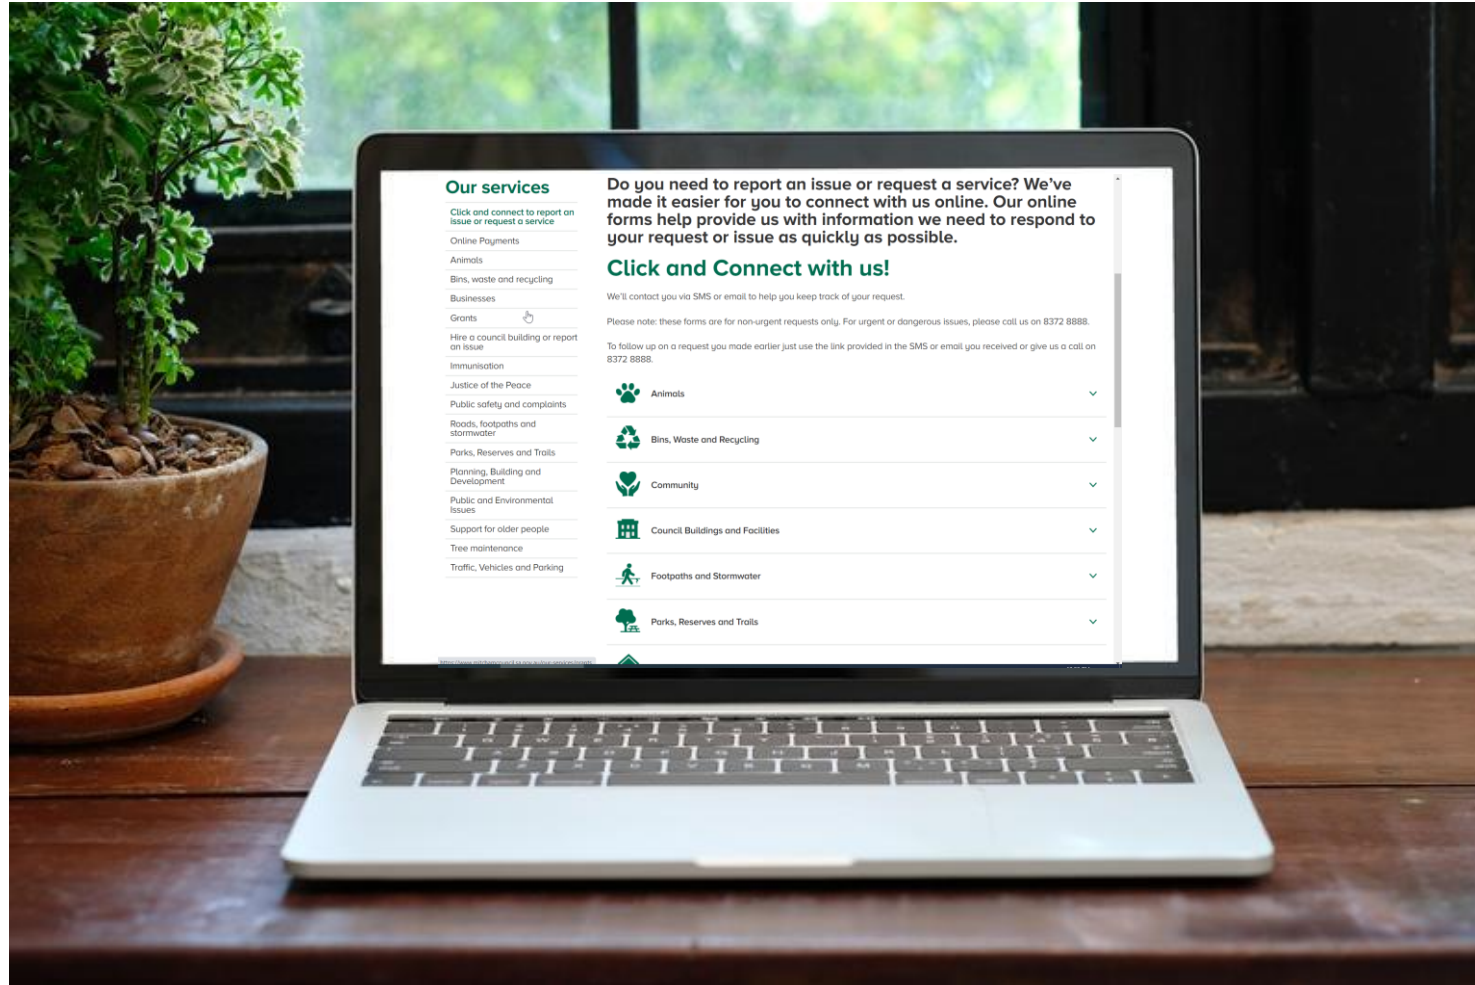 Our services
Click and connect to report an
issue or request a service
Online Payments
Animals
Bins, waste and recycling
Businesses
Grants
Hire a council building or report
an issue
Immunisation
Justice of the Peace
Public safety and complaints
Roads, footpaths and
stormwater
Parks, Reserves and Trails
Planning, Building and
Development
Public and Environmental
Issues
Support for older people
Tree maintenance
Traffic, Vehicles and Parking
Do you need to report an issue or request a service? We've
made it easier for you to connect with us online. Our online
forms help provide us with information we need to respond to
your request or issue as quickly as possible.
Click and Connect with us!
We'll contact you via SMS or email to help you keep track of your request.
Please note: these forms are for non-urgent requests only. For urgent or dangerous issues, please call us on 8372 8888.
To follow up on a request you made earlier just use the link provided in the SMS or email you received or give us a call on
8372 8888.
Animals
Bins, Waste and Recycling
Community
Council Buildings and Facilities
Footpaths and Stormwater
Parks, Reserves and Trails